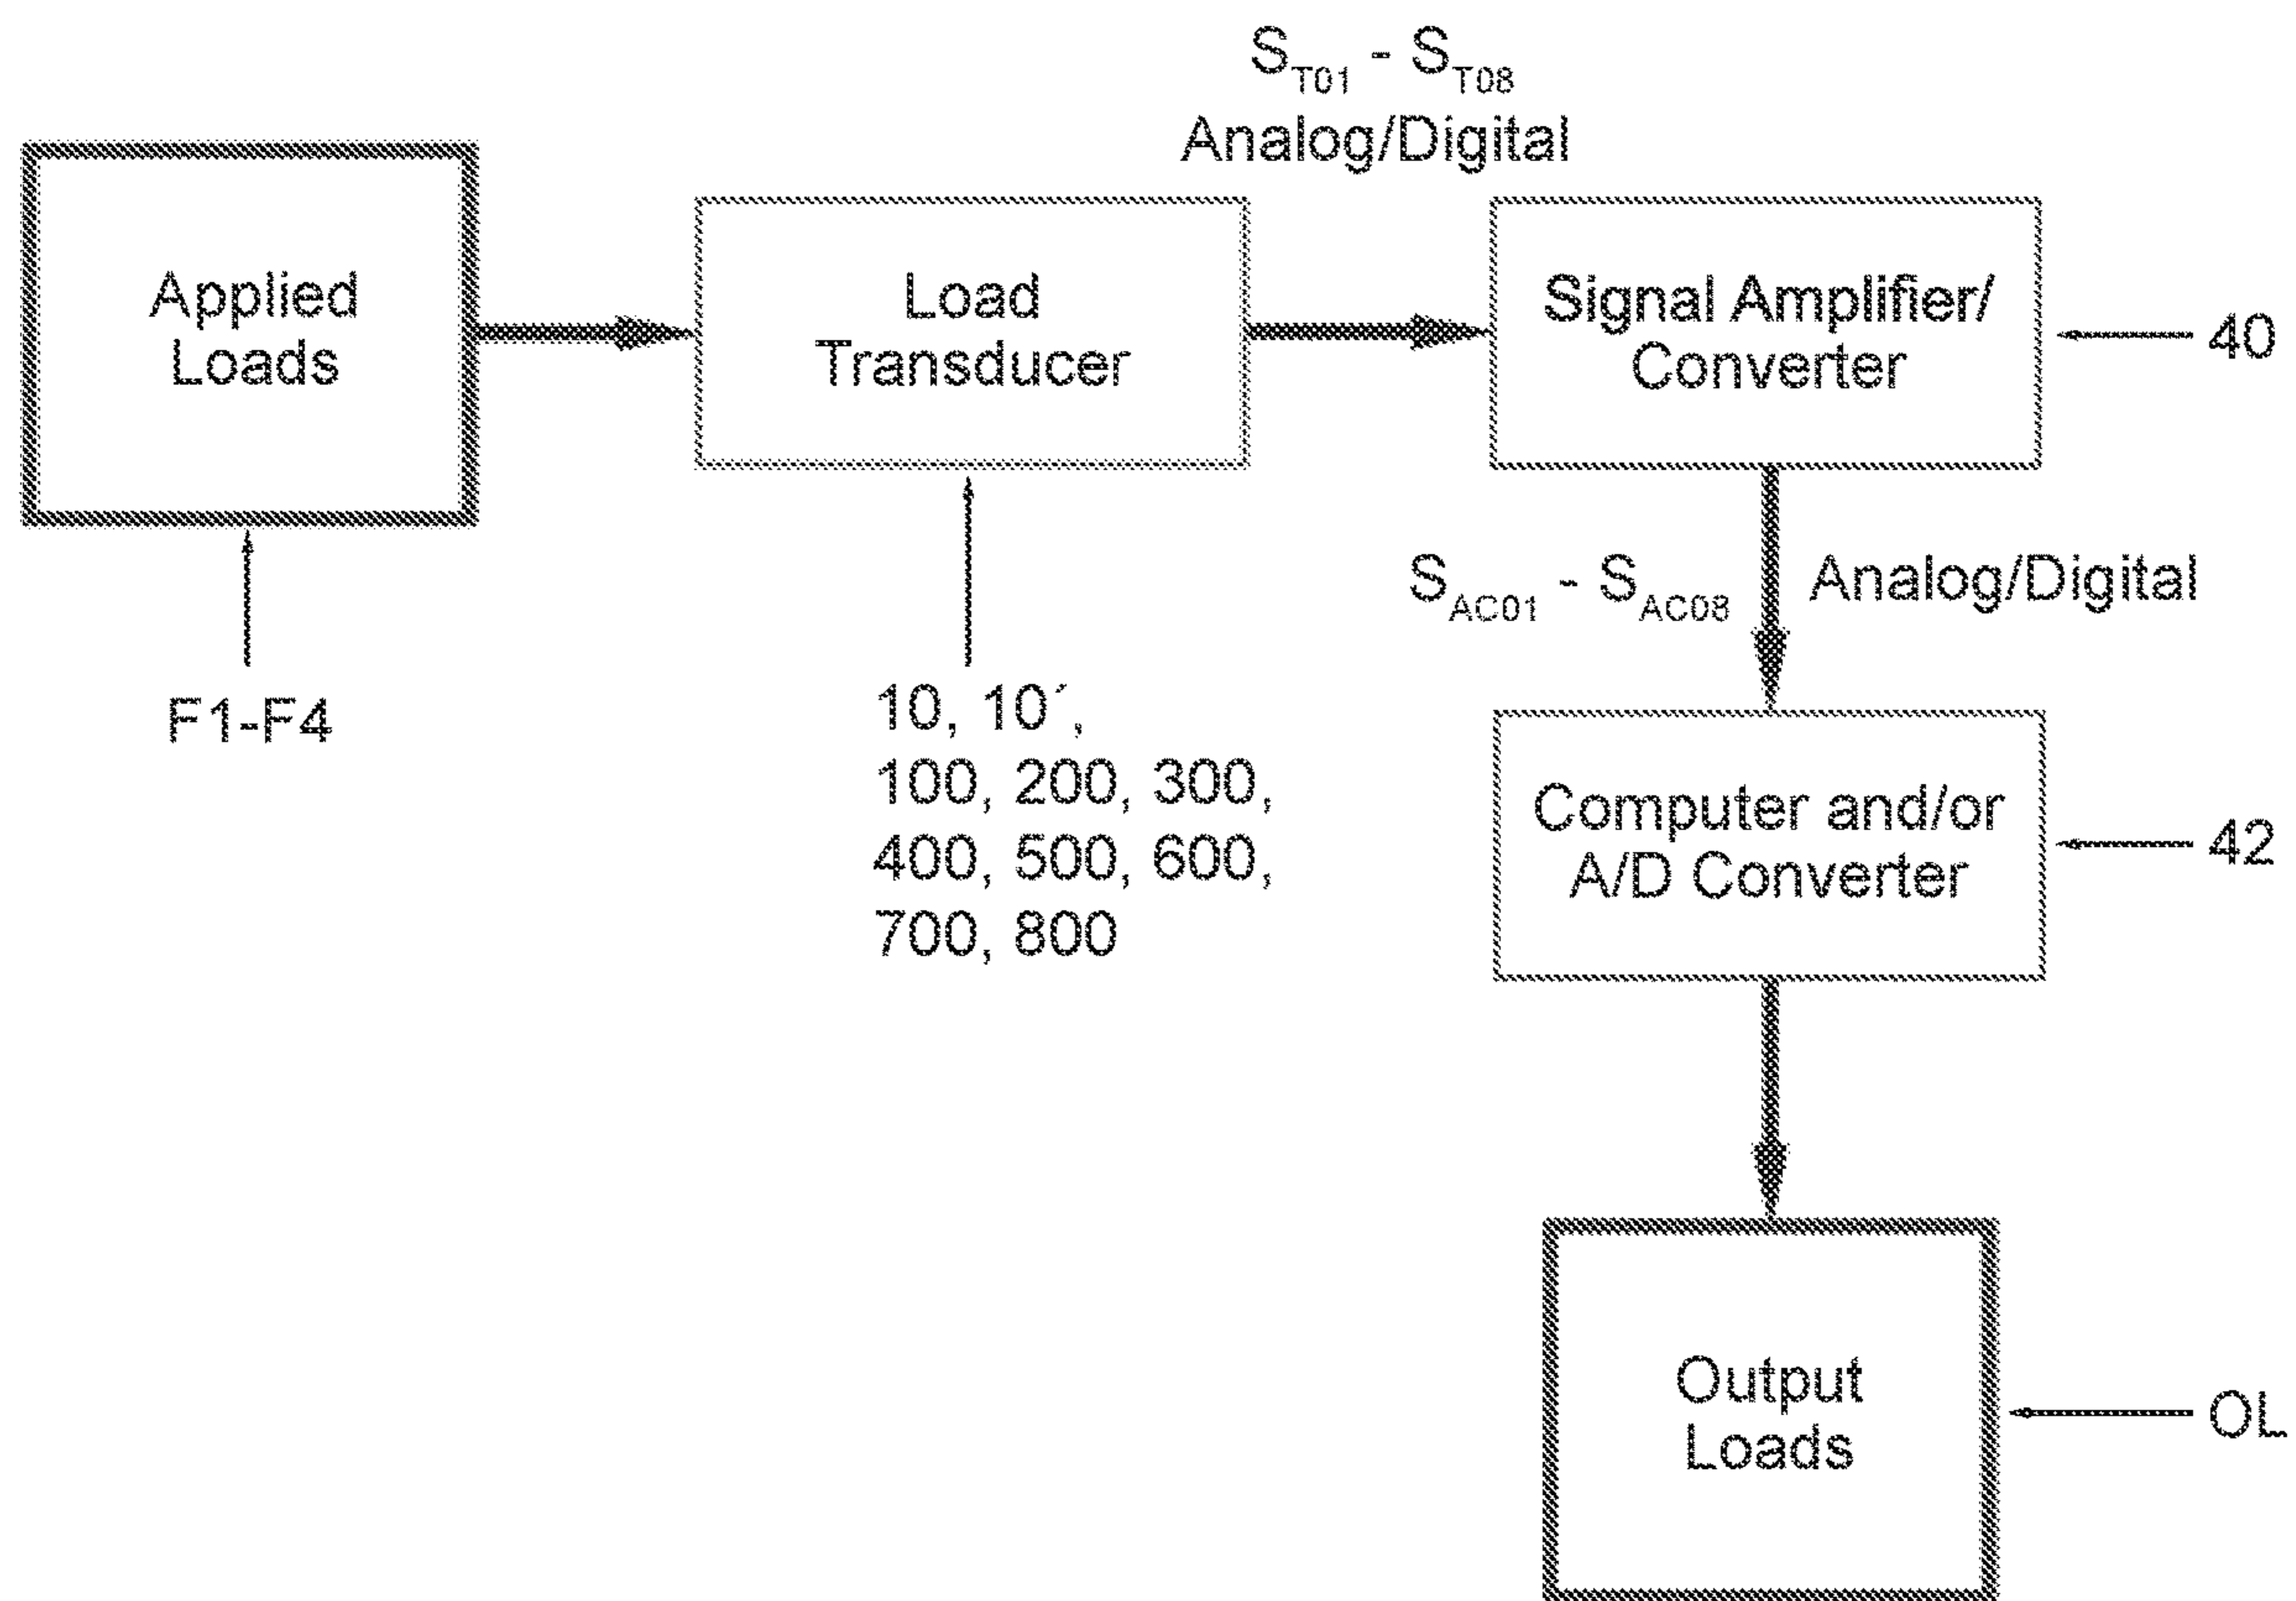 S_T01 - S_T08
Analog/Digital
Applied
Loads
Load
Transducer
Signal Amplifier/
Converter
40
S_AC01 - S_AC08
Analog/Digital
F1-F4
10, 10´,
100, 200, 300,
400, 500, 600,
700, 800
Computer and/or
A/D Converter
42
Output
Loads
OL